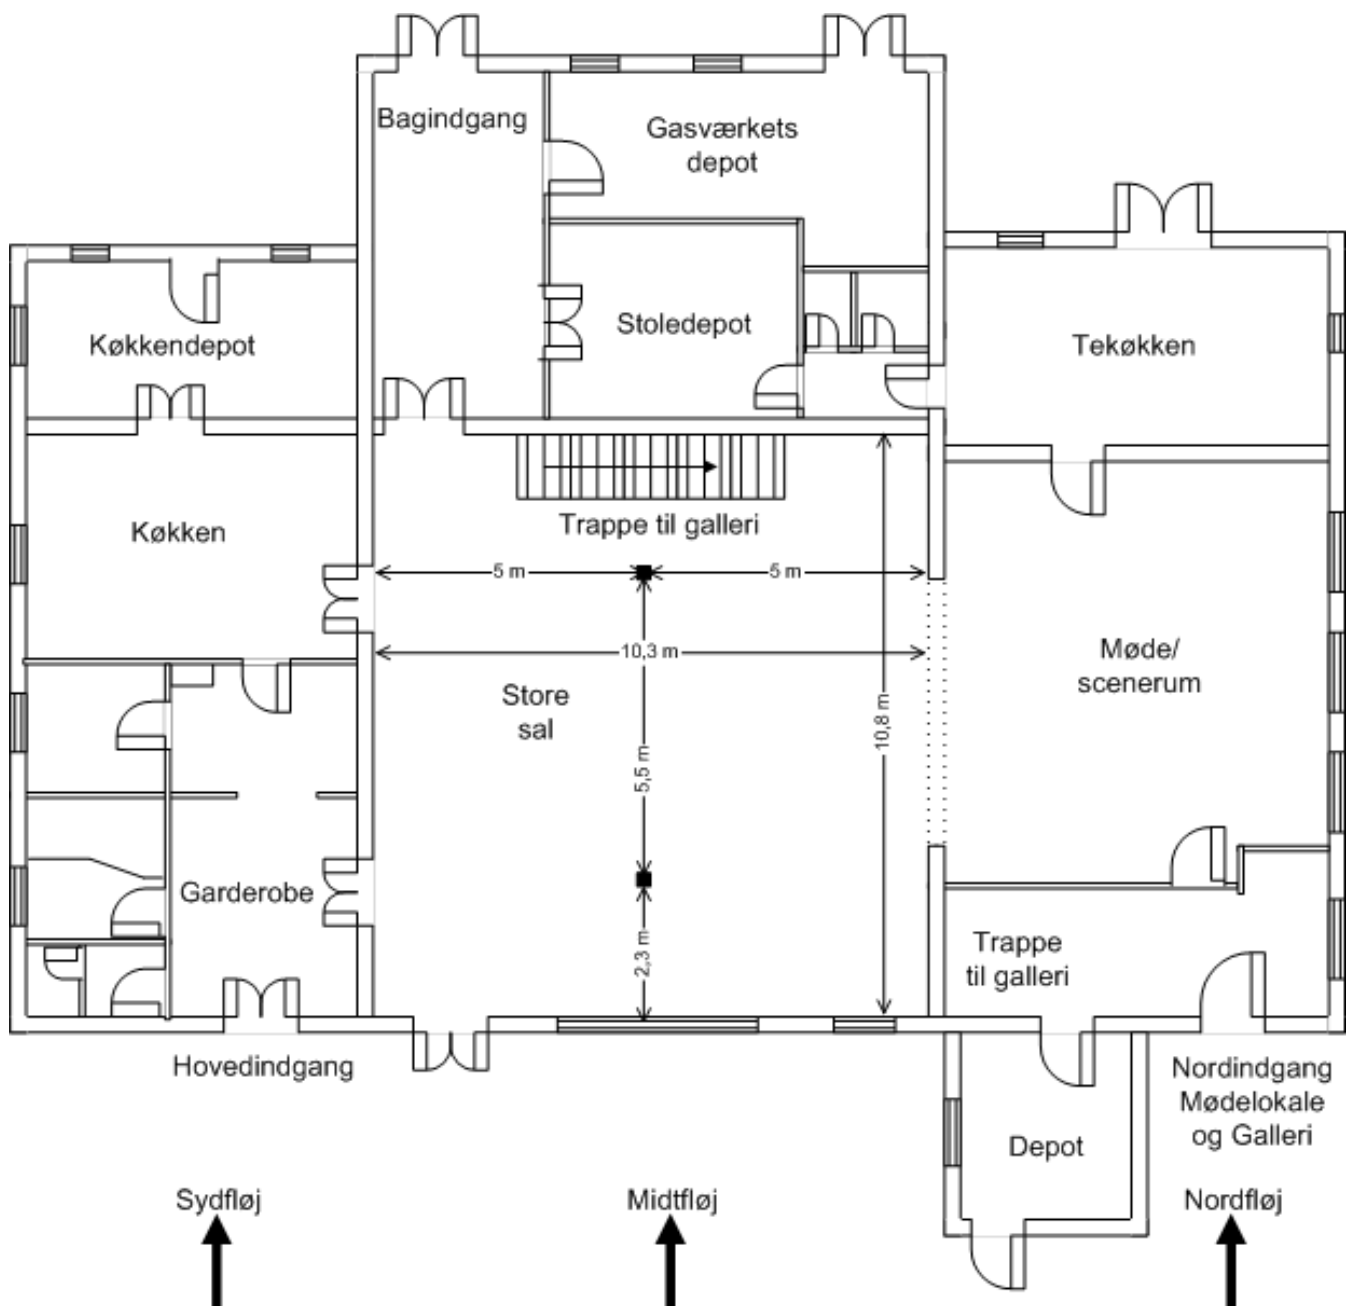 Bagindgang
Gasværkets
depot
Køkkendepot
Stoledepot
Tekøkken
Køkken
Trappe til galleri
5 m
5 m
10,3 m
Møde/
scenerum
Store
sal
10,8 m
5,5 m
Garderobe
2,3 m
Trappe
til galleri
Hovedindgang
Nordindgang
Mødelokale
og Galleri
Depot
Sydfløj
Midtfløj
Nordfløj